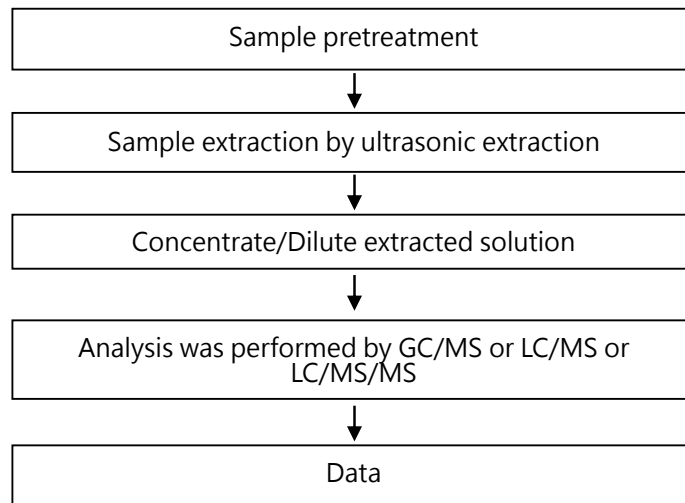 Sample pretreatment
Sample extraction by ultrasonic extraction
Concentrate/Dilute extracted solution
Analysis was performed by GC/MS or LC/MS or
LC/MS/MS
Data